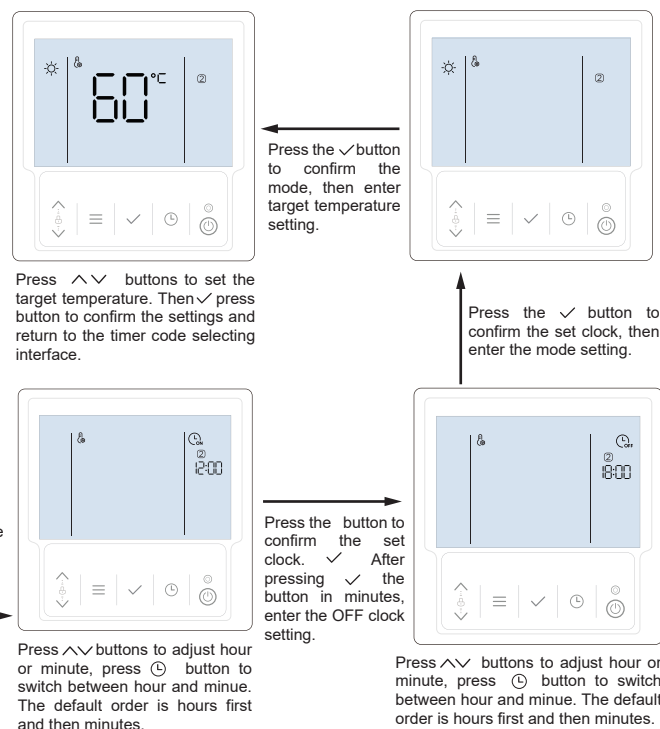 60°C
②
②
Press the ✓ button
to confirm the
mode, then enter
target temperature
setting.
Press ∧∨ buttons to set the
target temperature. Then ✓ press
button to confirm the settings and
return to the timer code selecting
interface.
Press the ✓ button to
confirm the set clock, then
enter the mode setting.
ON
②
12:00
OFF
②
18:00
e
Press the button to
confirm the set
clock. ✓ After
pressing ✓ the
button in minutes,
enter the OFF clock
setting.
Press ∧∨ buttons to adjust hour
or minute, press button to
switch between hour and minue.
The default order is hours first
and then minutes.
Press ∧∨ buttons to adjust hour or
minute, press button to switch
between hour and minue. The default
order is hours first and then minutes.